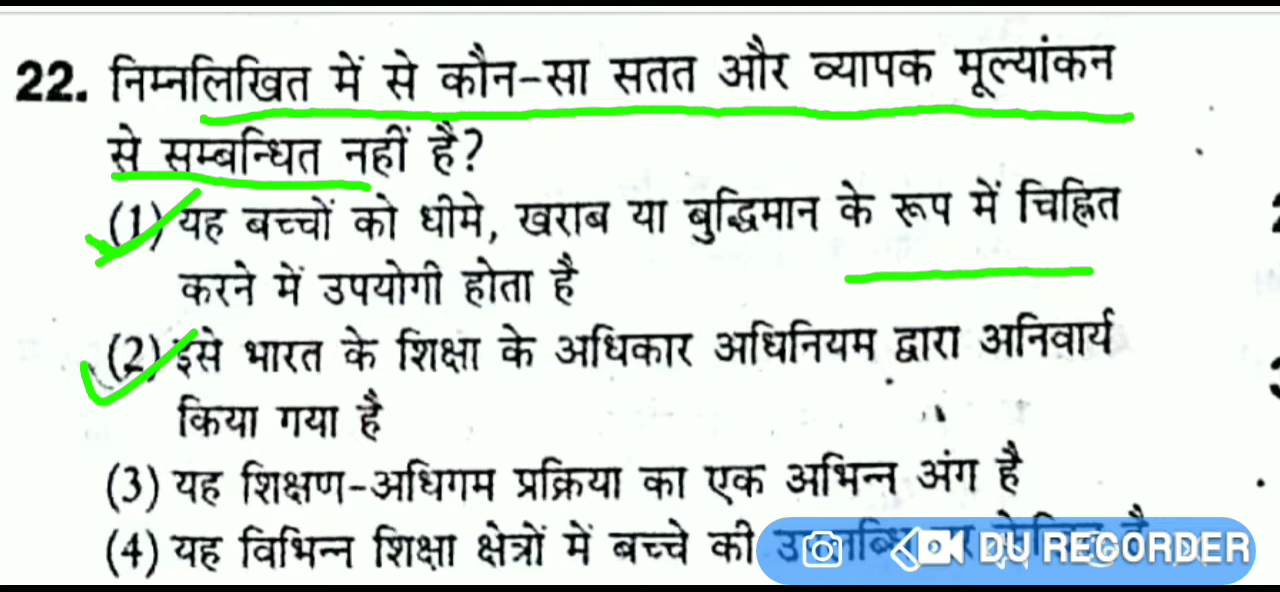 22. निम्नलिखित में से कौन-सा सतत और व्यापक मूल्यांकन
से सम्बन्धित नहीं है?
(1) यह बच्चों को धीमे, खराब या बुद्धिमान के रूप में चिह्नित
करने में उपयोगी होता है
(2) इसे भारत के शिक्षा के अधिकार अधिनियम द्वारा अनिवार्य
किया गया है
(3) यह शिक्षण-अधिगम प्रक्रिया का एक अभिन्न अंग है
(4) यह विभिन्न शिक्षा क्षेत्रों में बच्चे की है
DU RECORDER